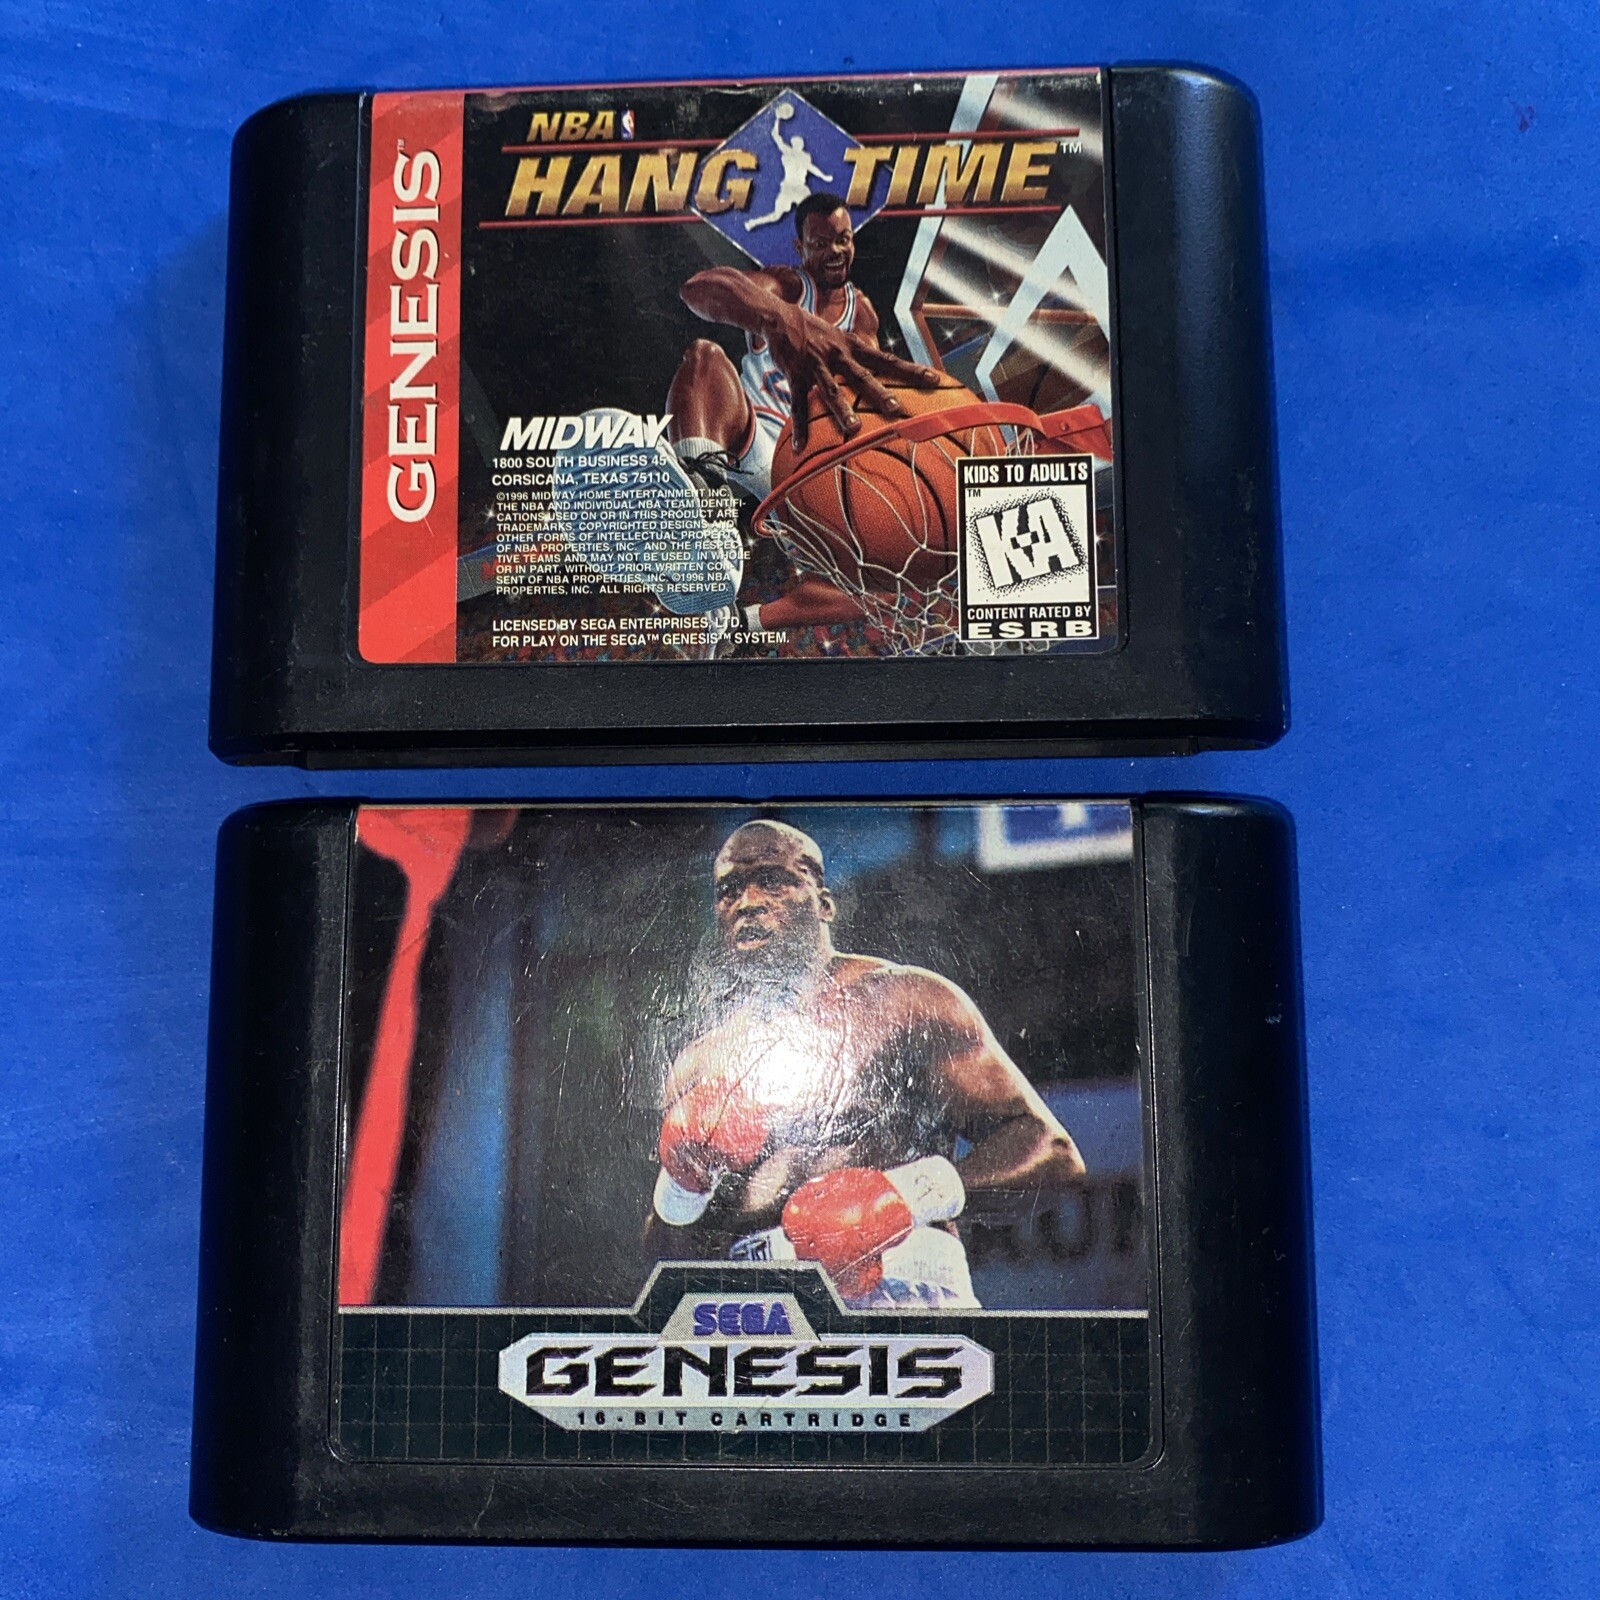 GENESIS™
NBA
HANG TIME™
MIDWAY
1800 SOUTH BUSINESS 45
CORSICANA, TEXAS 75110
©1996 MIDWAY HOME ENTERTAINMENT INC.
THE NBA AND INDIVIDUAL NBA TEAM IDENTIFI-
CATIONS USED ON OR IN THIS PRODUCT ARE
TRADEMARKS, COPYRIGHTED DESIGNS AND
OTHER FORMS OF INTELLECTUAL PROPERTY
OF NBA PROPERTIES, INC. AND THE RESPEC-
TIVE TEAMS AND MAY NOT BE USED, IN WHOLE
OR IN PART, WITHOUT PRIOR WRITTEN CON-
SENT OF NBA PROPERTIES, INC. ©1996 NBA
PROPERTIES, INC. ALL RIGHTS RESERVED.
LICENSED BY SEGA ENTERPRISES, LTD.
FOR PLAY ON THE SEGA™ GENESIS™ SYSTEM.
KIDS TO ADULTS
™
K-A
CONTENT RATED BY
ESRB
SEGA
GENESIS
16-BIT CARTRIDGE